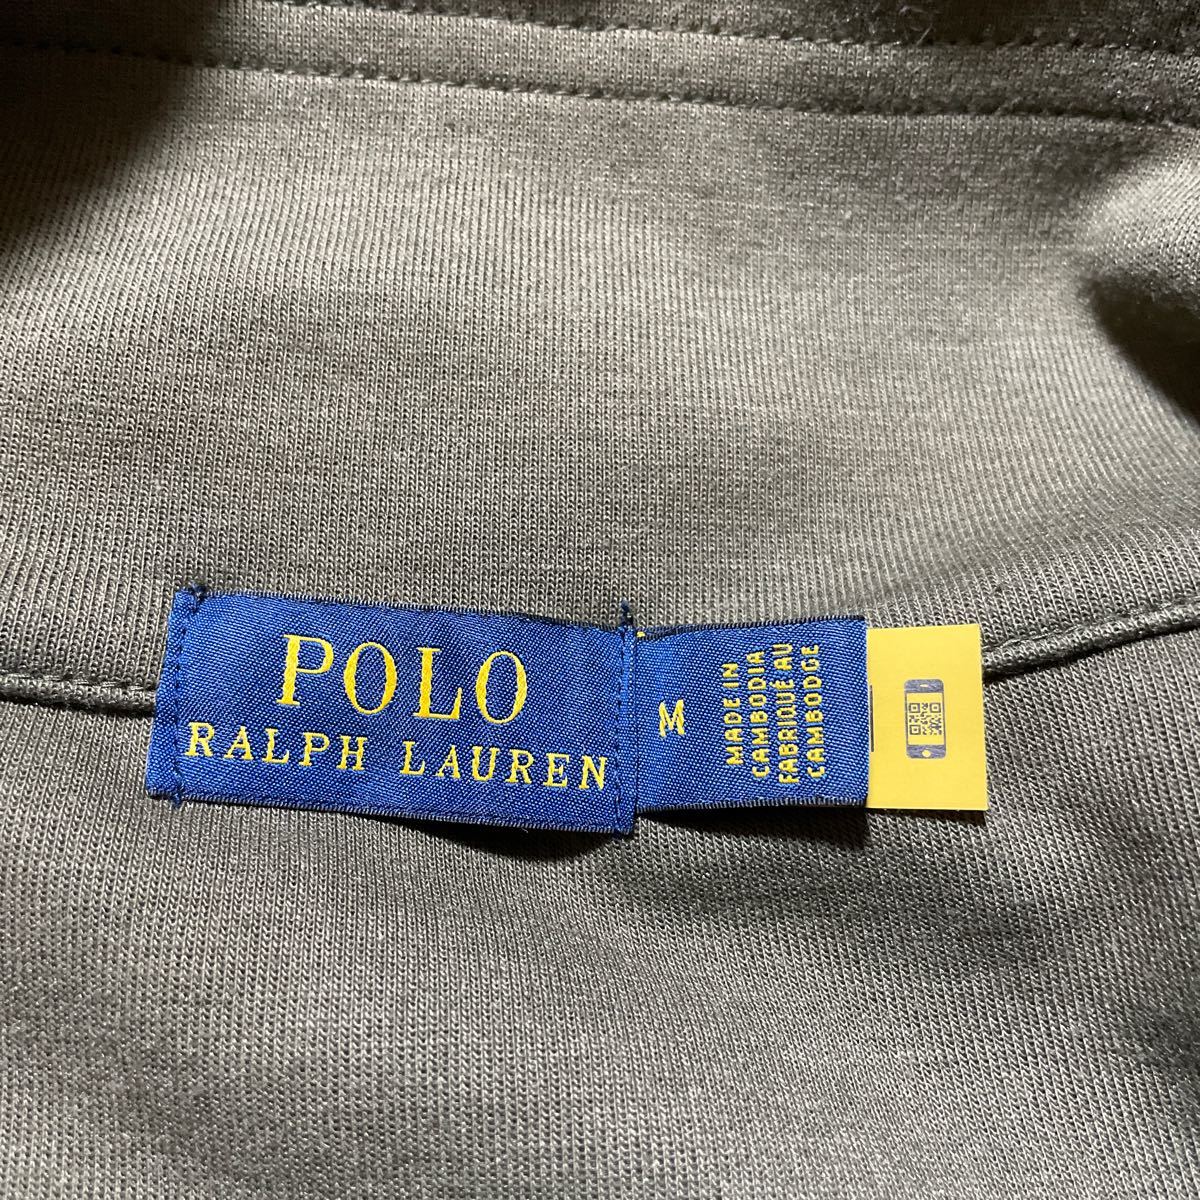 POLO
RALPH LAUREN
M
MADE IN
CAMBODIA
FABRIQUÉ AU
CAMBODGE